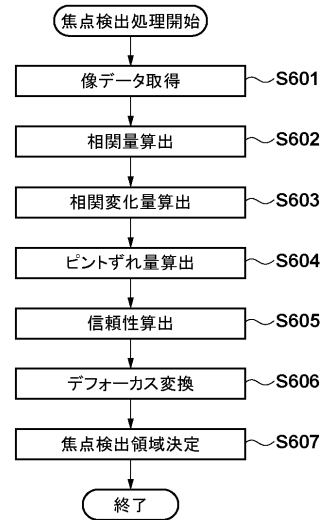 焦点検出処理開始
像データ取得 S601
相関量算出 S602
相関変化量算出 S603
ピントずれ量算出 S604
信頼性算出 S605
デフォーカス変換 S606
焦点検出領域決定 S607
終了